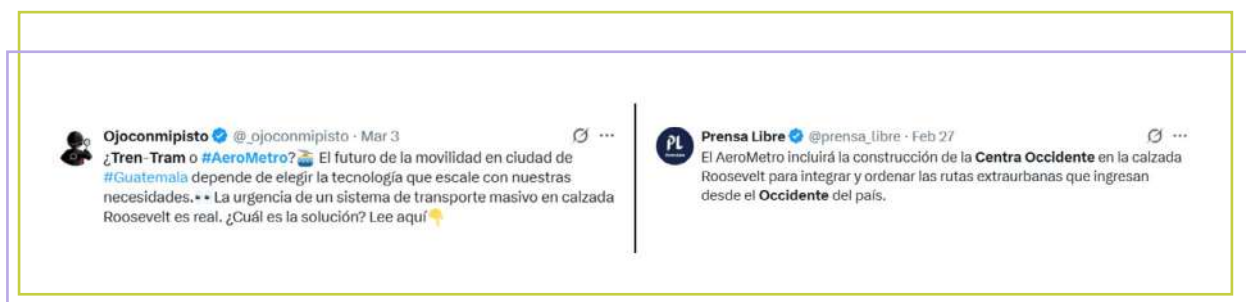 Ojoconmipisto @_ojoconmipisto · Mar 3
¿Tren-Tram o #AeroMetro?🚠 El futuro de la movilidad en ciudad de
#Guatemala depende de elegir la tecnología que escale con nuestras
necesidades.👀 La urgencia de un sistema de transporte masivo en calzada
Roosevelt es real. ¿Cuál es la solución? Lee aquí👇
PL
Prensa Libre @prensa_libre · Feb 27
El AeroMetro incluirá la construcción de la Centra Occidente en la calzada
Roosevelt para integrar y ordenar las rutas extraurbanas que ingresan
desde el Occidente del país.